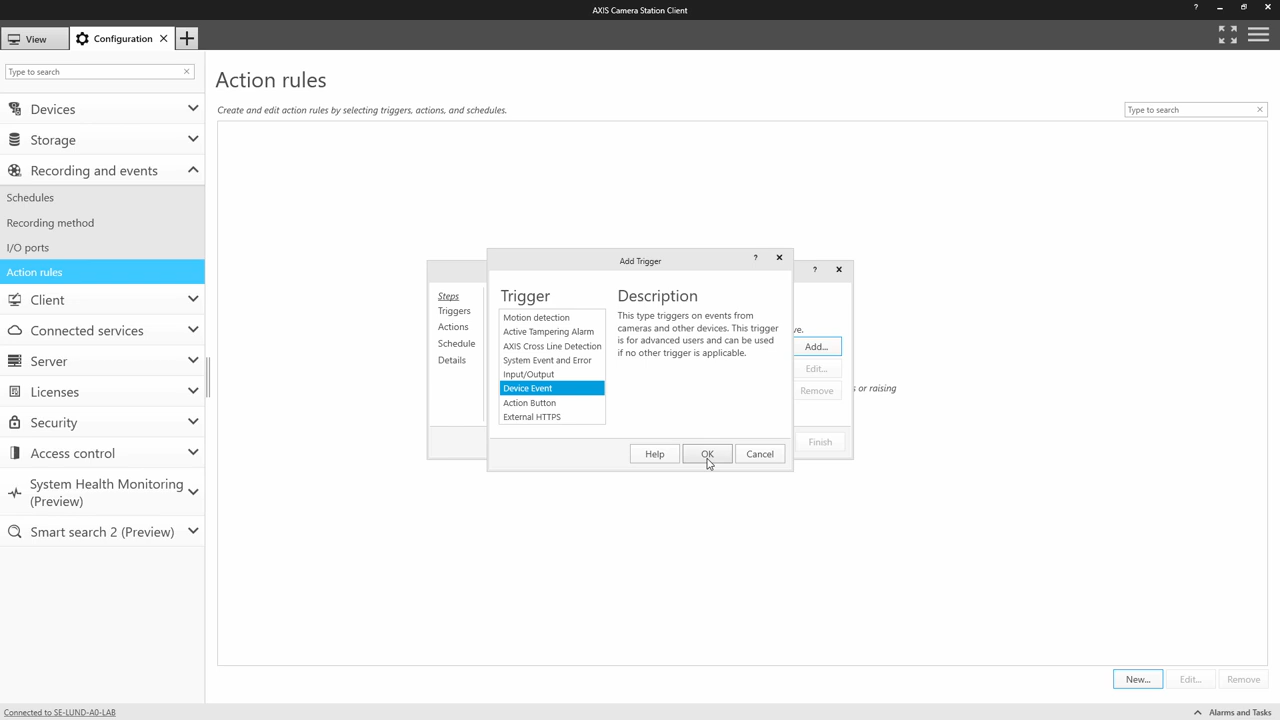 AXIS Camera Station Client
?
View
Configuration
Type to search
Devices
Storage
Recording and events
Schedules
Recording method
I/O ports
Action rules
Client
Connected services
Server
Licenses
Security
Access control
System Health Monitoring
(Preview)
Smart search 2 (Preview)
Action rules
Create and edit action rules by selecting triggers, actions, and schedules.
Type to search
?
Steps
Triggers
Actions
Schedule
Details
ve.
Add...
Edit...
Remove
s or raising
Finish
Add Trigger
?
Trigger
Motion detection
Active Tampering Alarm
AXIS Cross Line Detection
System Event and Error
Input/Output
Device Event
Action Button
External HTTPS
Description
This type triggers on events from
cameras and other devices. This trigger
is for advanced users and can be used
if no other trigger is applicable.
Help
OK
Cancel
New...
Edit...
Remove
Connected to SE-LUND-A0-LAB
Alarms and Tasks